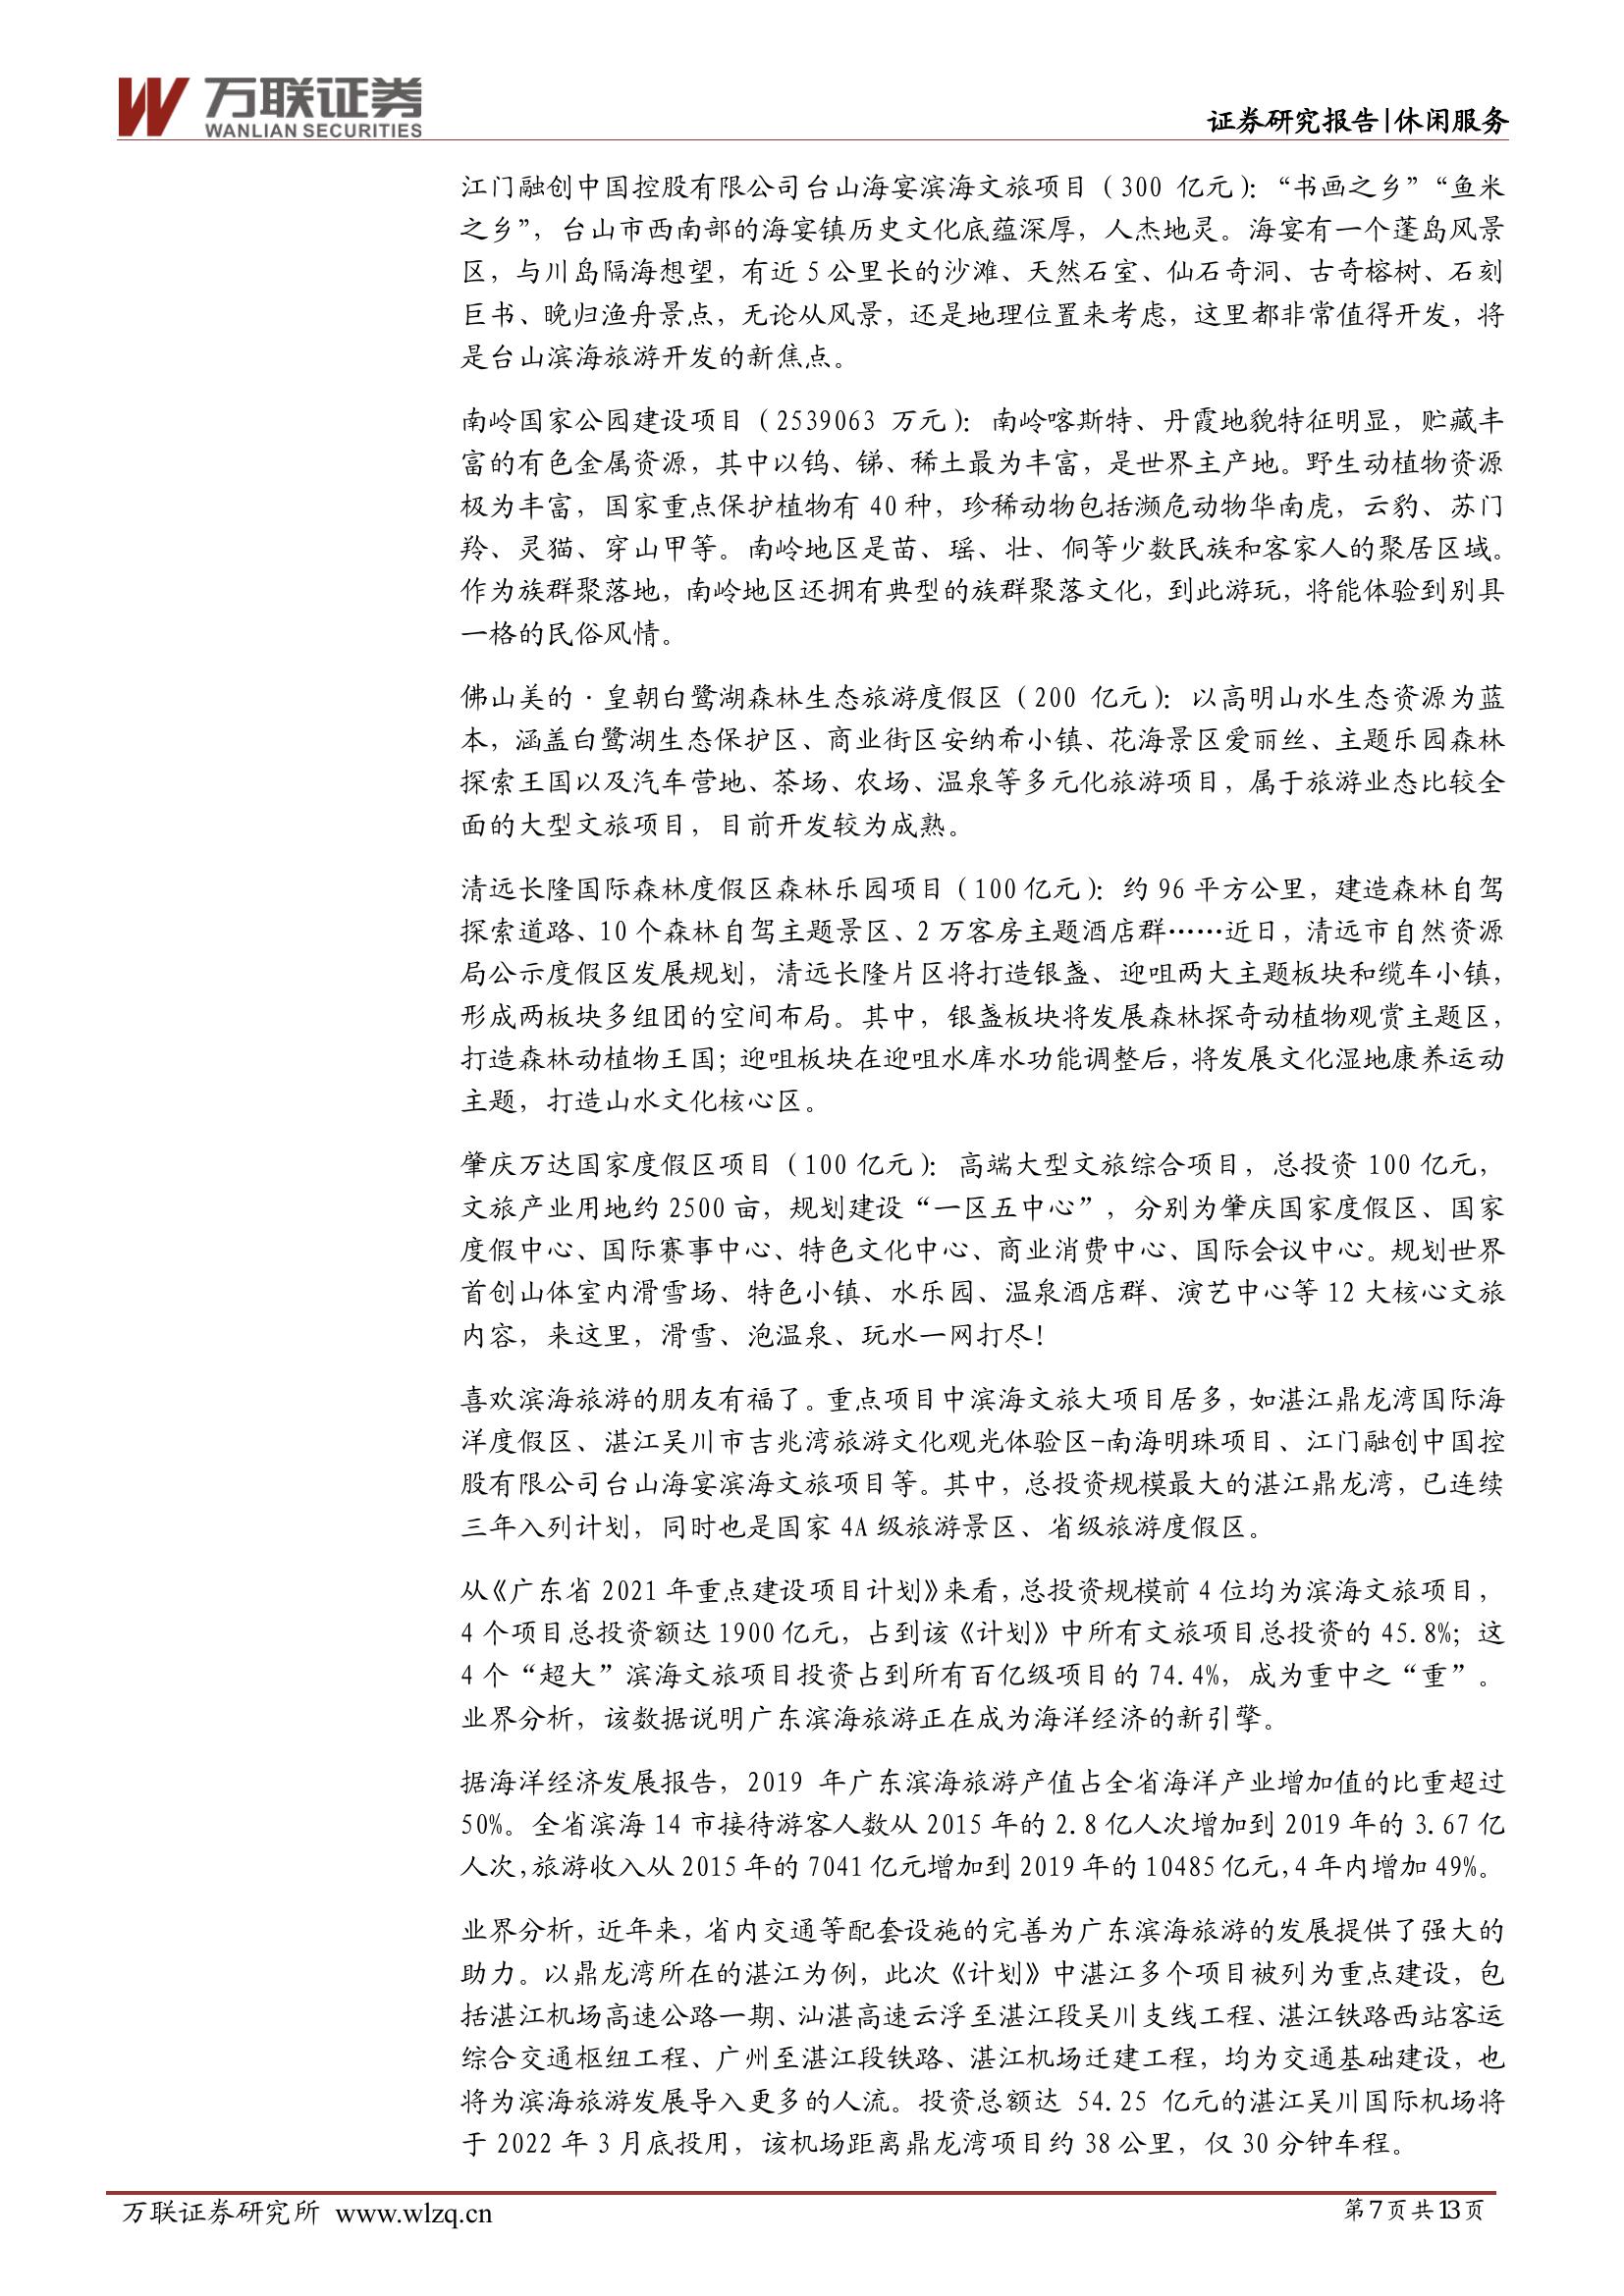 万联证券
WANLIAN SECURITIES
证券研究报告|休闲服务
江门融创中国控股有限公司台山海宴滨海文旅项目（300 亿元）：“书画之乡”“鱼米
之乡”，台山市西南部的海宴镇历史文化底蕴深厚，人杰地灵。海宴有一个蓬岛风景
区，与川岛隔海想望，有近 5 公里长的沙滩、天然石室、仙石奇洞、古奇榕树、石刻
巨书、晚归渔舟景点，无论从风景，还是地理位置来考虑，这里都非常值得开发，将
是台山滨海旅游开发的新焦点。
南岭国家公园建设项目（2539063 万元）：南岭喀斯特、丹霞地貌特征明显，贮藏丰
富的有色金属资源，其中以钨、锑、稀土最为丰富，是世界主产地。野生动植物资源
极为丰富，国家重点保护植物有 40 种，珍稀动物包括濒危动物华南虎，云豹、苏门
羚、灵猫、穿山甲等。南岭地区是苗、瑶、壮、侗等少数民族和客家人的聚居区域。
作为族群聚落地，南岭地区还拥有典型的族群聚落文化，到此游玩，将能体验到别具
一格的民俗风情。
佛山美的·皇朝白鹭湖森林生态旅游度假区（200 亿元）：以高明山水生态资源为蓝
本，涵盖白鹭湖生态保护区、商业街区安纳希小镇、花海景区爱丽丝、主题乐园森林
探索王国以及汽车营地、茶场、农场、温泉等多元化旅游项目，属于旅游业态比较全
面的大型文旅项目，目前开发较为成熟。
清远长隆国际森林度假区森林乐园项目（100 亿元）：约 96 平方公里，建造森林自驾
探索道路、10 个森林自驾主题景区、2 万客房主题酒店群……近日，清远市自然资源
局公示度假区发展规划，清远长隆片区将打造银盏、迎咀两大主题板块和缆车小镇，
形成两板块多组团的空间布局。其中，银盏板块将发展森林探奇动植物观赏主题区，
打造森林动植物王国；迎咀板块在迎咀水库水功能调整后，将发展文化湿地康养运动
主题，打造山水文化核心区。
肇庆万达国家度假区项目（100 亿元）：高端大型文旅综合项目，总投资 100 亿元，
文旅产业用地约 2500 亩，规划建设“一区五中心”，分别为肇庆国家度假区、国家
度假中心、国际赛事中心、特色文化中心、商业消费中心、国际会议中心。规划世界
首创山体室内滑雪场、特色小镇、水乐园、温泉酒店群、演艺中心等 12 大核心文旅
内容，来这里，滑雪、泡温泉、玩水一网打尽！
喜欢滨海旅游的朋友有福了。重点项目中滨海文旅大项目居多，如湛江鼎龙湾国际海
洋度假区、湛江吴川市吉兆湾旅游文化观光体验区-南海明珠项目、江门融创中国控
股有限公司台山海宴滨海文旅项目等。其中，总投资规模最大的湛江鼎龙湾，已连续
三年入列计划，同时也是国家 4A 级旅游景区、省级旅游度假区。
从《广东省 2021 年重点建设项目计划》来看，总投资规模前 4 位均为滨海文旅项目，
4 个项目总投资额达 1900 亿元，占到该《计划》中所有文旅项目总投资的 45.8%；这
4 个“超大”滨海文旅项目投资占到所有百亿级项目的 74.4%，成为重中之“重”。
业界分析，该数据说明广东滨海旅游正在成为海洋经济的新引擎。
据海洋经济发展报告，2019 年广东滨海旅游产值占全省海洋产业增加值的比重超过
50%。全省滨海 14 市接待游客人数从 2015 年的 2.8 亿人次增加到 2019 年的 3.67 亿
人次，旅游收入从 2015 年的 7041 亿元增加到 2019 年的 10485 亿元，4 年内增加 49%。
业界分析，近年来，省内交通等配套设施的完善为广东滨海旅游的发展提供了强大的
助力。以鼎龙湾所在的湛江为例，此次《计划》中湛江多个项目被列为重点建设，包
括湛江机场高速公路一期、汕湛高速云浮至湛江段吴川支线工程、湛江铁路西站客运
综合交通枢纽工程、广州至湛江段铁路、湛江机场迁建工程，均为交通基础建设，也
将为滨海旅游发展导入更多的人流。投资总额达 54.25 亿元的湛江吴川国际机场将
于 2022 年 3 月底投用，该机场距离鼎龙湾项目约 38 公里，仅 30 分钟车程。
万联证券研究所 www.wlzq.cn
第 7 页 共 13 页